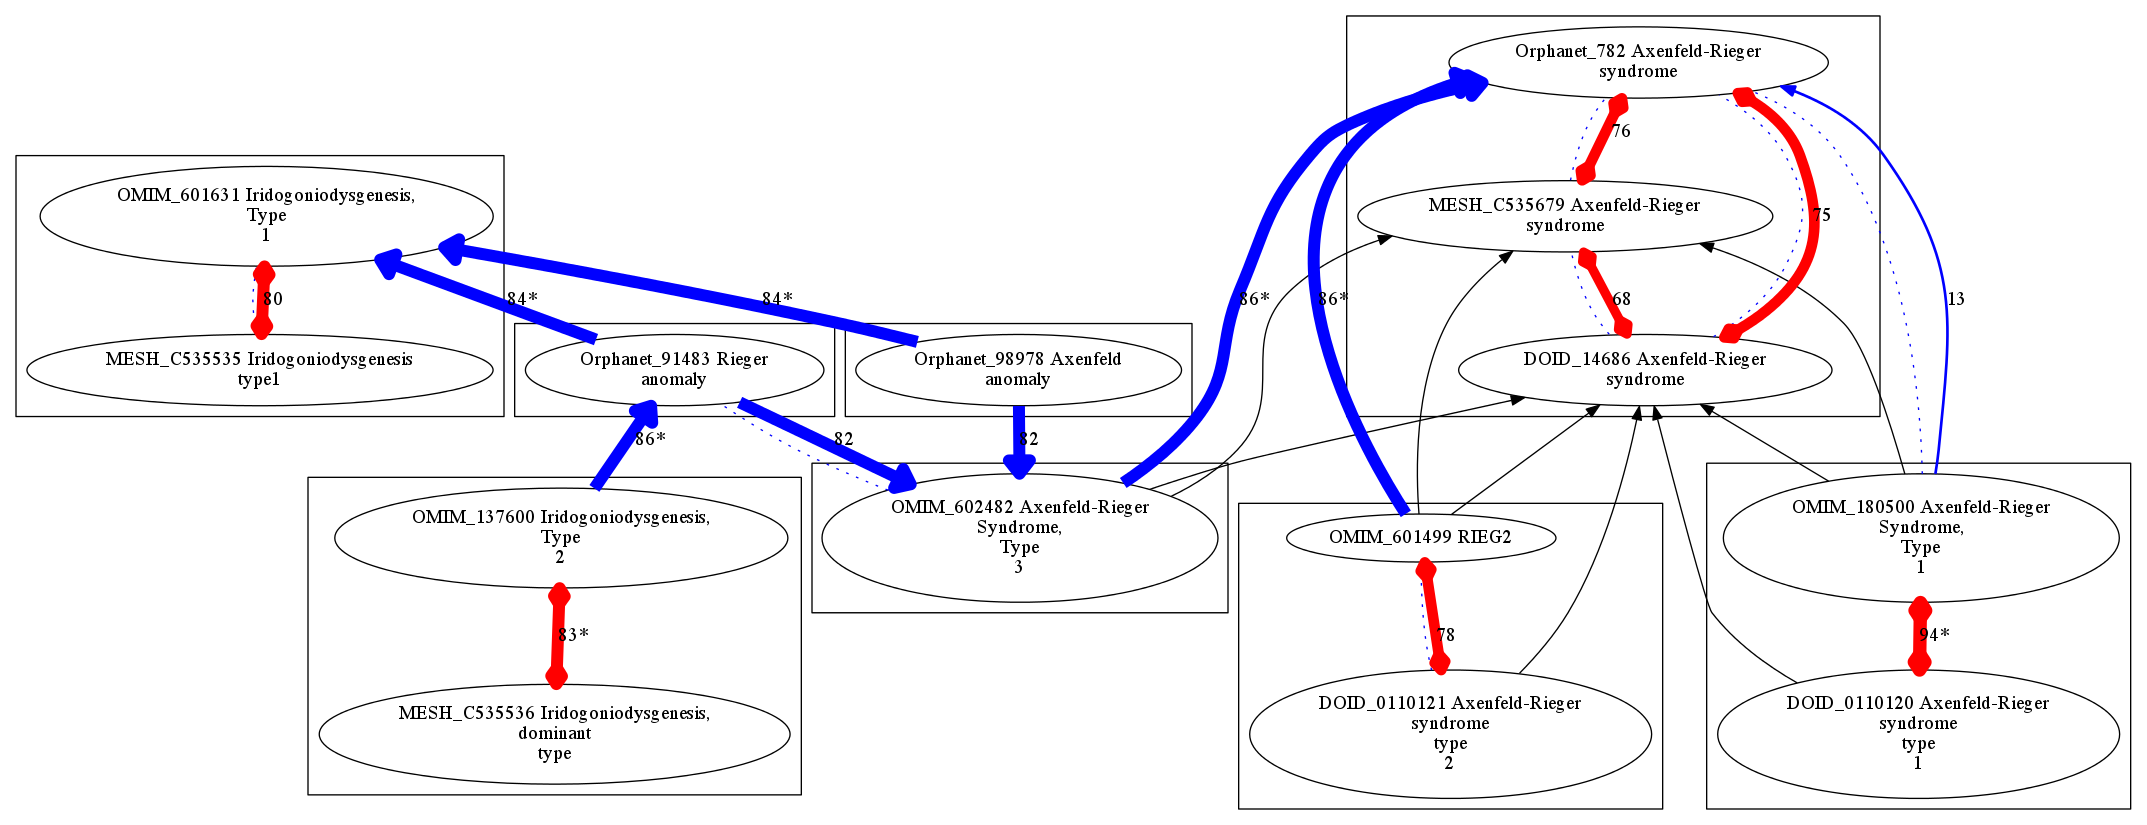 Orphanet_782 Axenfeld-Rieger
syndrome
76
OMIM_601631 Iridogoniodysgenesis,
Type
1
MESH_C535679 Axenfeld-Rieger
syndrome
75
80
84*
84*
86*
86*
68
13
MESH_C535535 Iridogoniodysgenesis
type1
Orphanet_91483 Rieger
anomaly
Orphanet_98978 Axenfeld
anomaly
DOID_14686 Axenfeld-Rieger
syndrome
86*
82
82
OMIM_137600 Iridogoniodysgenesis,
Type
2
OMIM_602482 Axenfeld-Rieger
Syndrome,
Type
3
OMIM_601499 RIEG2
OMIM_180500 Axenfeld-Rieger
Syndrome,
Type
1
83*
78
94*
MESH_C535536 Iridogoniodysgenesis,
dominant
type
DOID_0110121 Axenfeld-Rieger
syndrome
type
2
DOID_0110120 Axenfeld-Rieger
syndrome
type
1